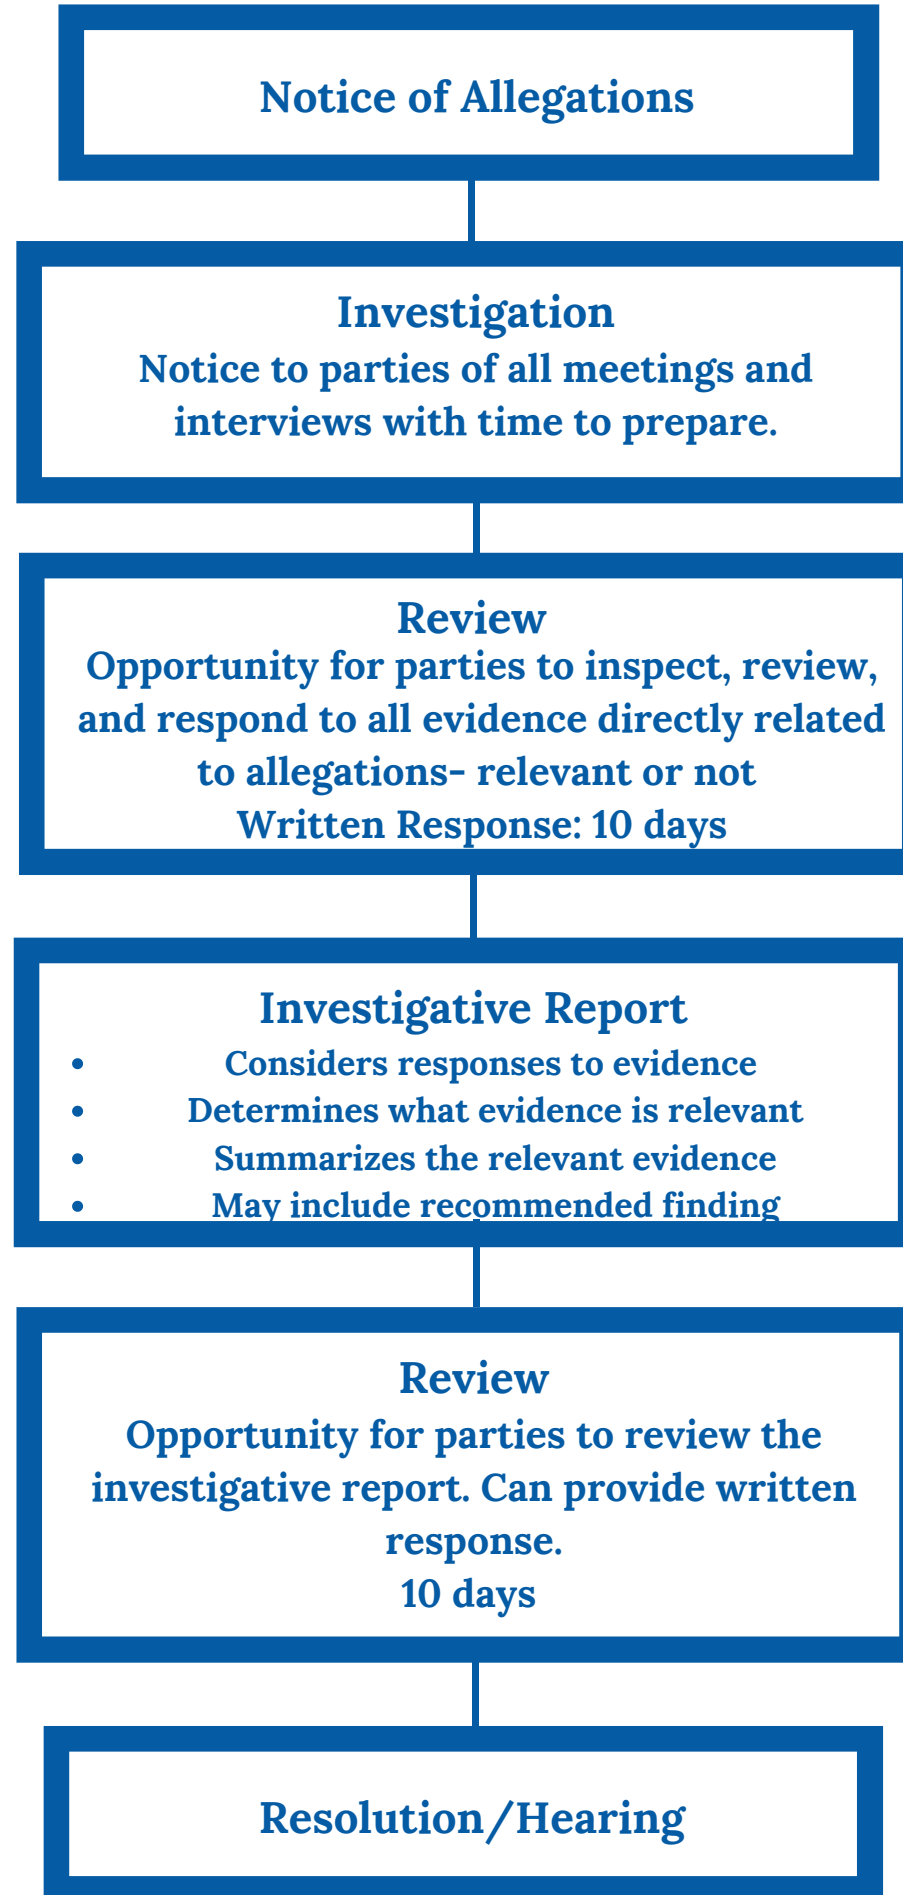 Notice of Allegations
Investigation
Notice to parties of all meetings and
interviews with time to prepare.
Review
Opportunity for parties to inspect, review,
and respond to all evidence directly related
to allegations- relevant or not
Written Response: 10 days
Investigative Report
• Considers responses to evidence
• Determines what evidence is relevant
• Summarizes the relevant evidence
• May include recommended finding
Review
Opportunity for parties to review the
investigative report. Can provide written
response.
10 days
Resolution/Hearing